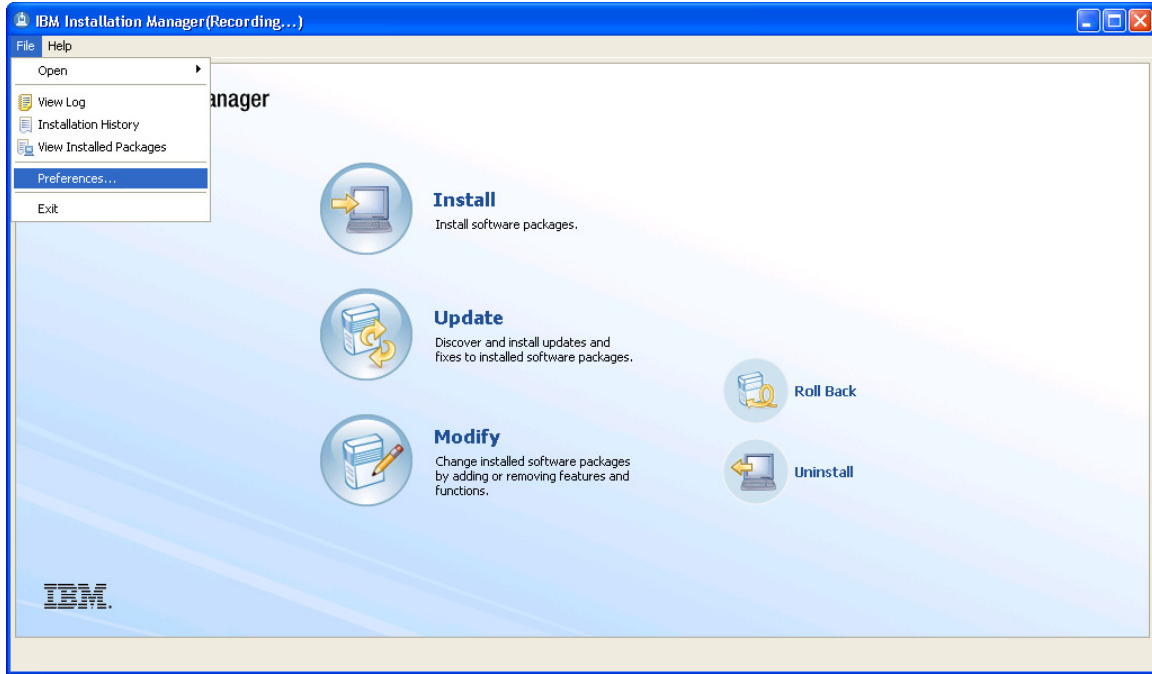 IBM Installation Manager(Recording...)
File Help
Open
View Log
anager
Installation History
View Installed Packages
Preferences...
Exit
Install
Install software packages.
Update
Discover and install updates and
fixes to installed software packages.
Roll Back
Modify
Change installed software packages
by adding or removing features and
functions.
Uninstall
IBM.